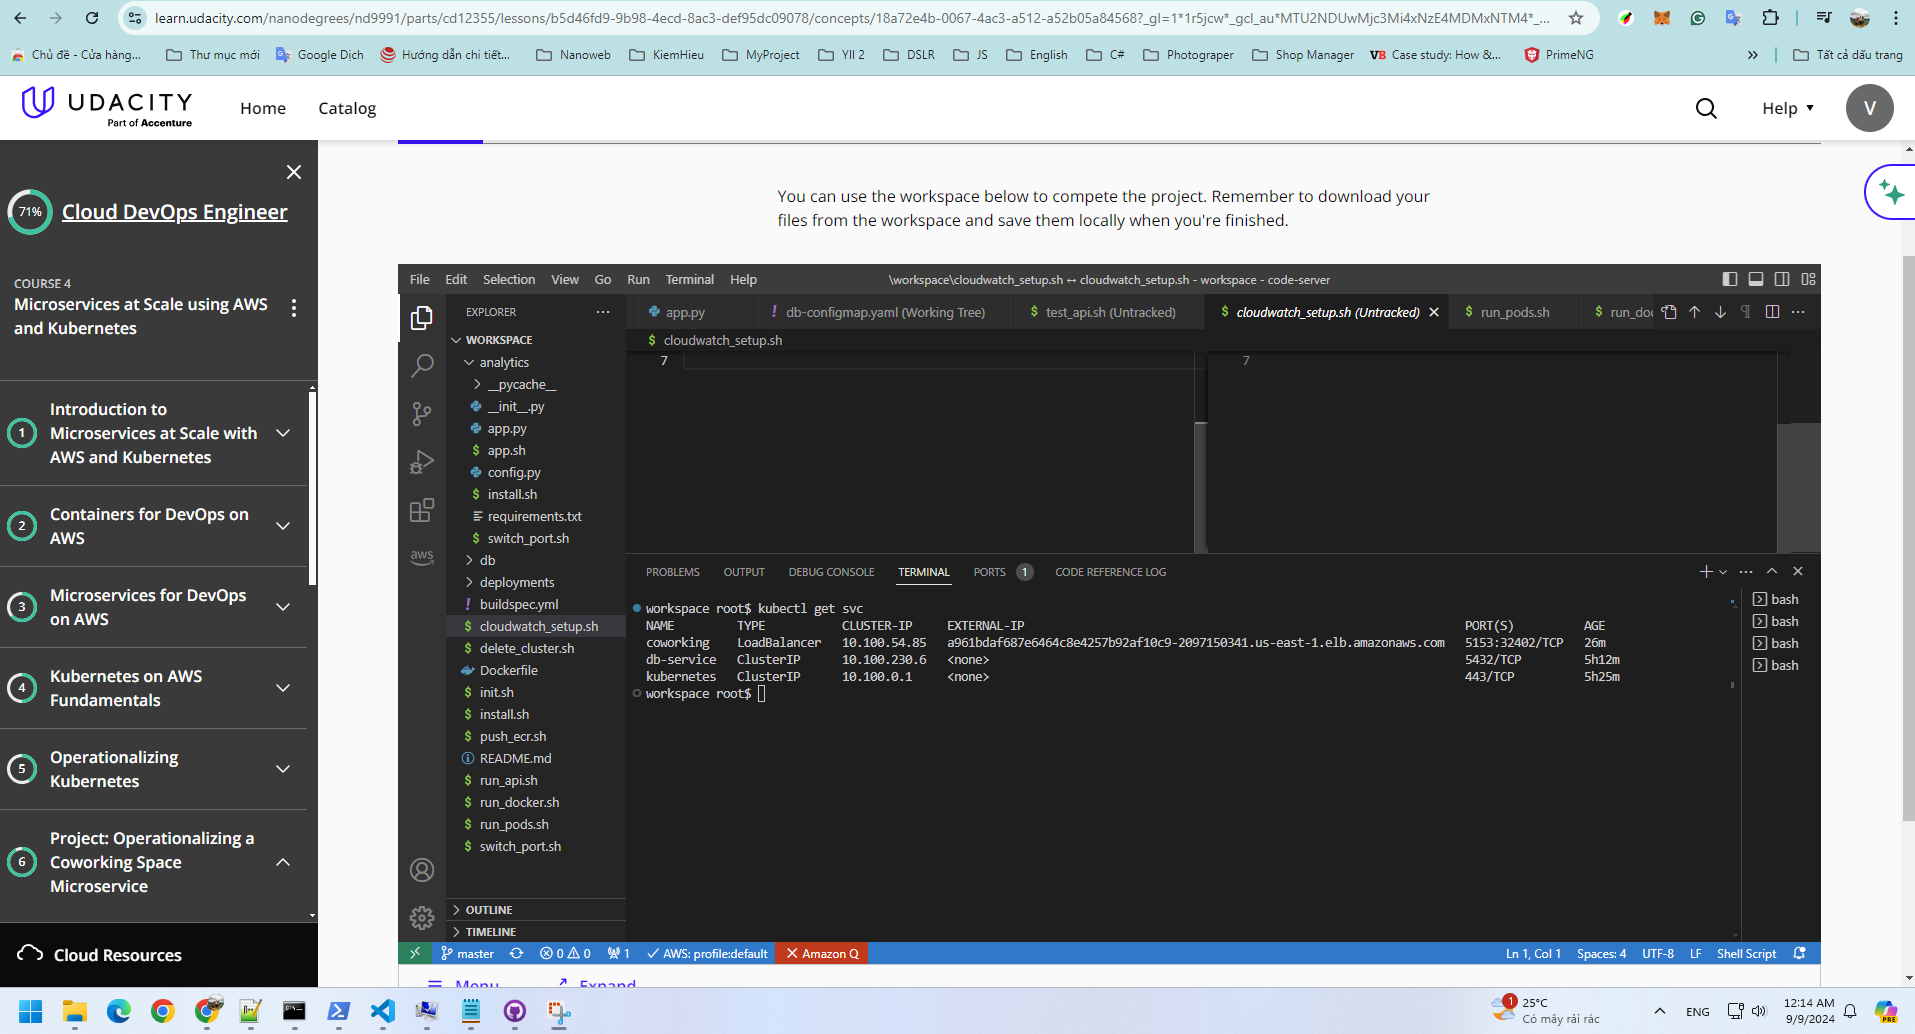 learn.udacity.com/nanodegrees/nd9991/parts/cd12355/lessons/b5d46fd9-9b98-4ecd-8ac3-def95dc09078/concepts/18a72e4b-0067-4ac3-a512-a52b05a84568?_gl=1*1r5jcw*_gcl_au*MTU2NDUwMjc3Mi4xNzE4MDMxNTM4*_...
Chủ đề - Cửa hàng... Thư mục mới Google Dịch Hướng dẫn chi tiết... Nanoweb KiemHieu MyProject YII 2 DSLR JS English C# Photograper Shop Manager VB Case study: How &... PrimeNG » Tất cả dấu trang
UDACITY
Part of Accenture
Home Catalog Help V
71% Cloud DevOps Engineer
COURSE 4
Microservices at Scale using AWS
and Kubernetes
1 Introduction to
Microservices at Scale with
AWS and Kubernetes
2 Containers for DevOps on
AWS
3 Microservices for DevOps
on AWS
4 Kubernetes on AWS
Fundamentals
5 Operationalizing
Kubernetes
6 Project: Operationalizing a
Coworking Space
Microservice
Cloud Resources
You can use the workspace below to compete the project. Remember to download your
files from the workspace and save them locally when you're finished.
File Edit Selection View Go Run Terminal Help \workspace\cloudwatch_setup.sh ↔ cloudwatch_setup.sh - workspace - code-server
EXPLORER ...
WORKSPACE
analytics
__pycache__
__init__.py
app.py
$ app.sh
config.py
$ install.sh
requirements.txt
$ switch_port.sh
db
deployments
! buildspec.yml
$ cloudwatch_setup.sh
$ delete_cluster.sh
Dockerfile
$ init.sh
$ install.sh
$ push_ecr.sh
README.md
$ run_api.sh
$ run_docker.sh
$ run_pods.sh
$ switch_port.sh
OUTLINE
TIMELINE
aws
app.py ! db-configmap.yaml (Working Tree) $ test_api.sh (Untracked) $ cloudwatch_setup.sh (Untracked) $ run_pods.sh $ run_doc
$ cloudwatch_setup.sh
7 7
PROBLEMS OUTPUT DEBUG CONSOLE TERMINAL PORTS 1 CODE REFERENCE LOG
workspace root$ kubectl get svc
NAME TYPE CLUSTER-IP EXTERNAL-IP PORT(S) AGE
coworking LoadBalancer 10.100.54.85 a961bdaf687e6464c8e4257b92af10c9-2097150341.us-east-1.elb.amazonaws.com 5153:32402/TCP 26m
db-service ClusterIP 10.100.230.6 <none> 5432/TCP 5h12m
kubernetes ClusterIP 10.100.0.1 <none> 443/TCP 5h25m
workspace root$
bash
bash
bash
bash
master 0 0 1 AWS: profile:default Amazon Q Ln 1, Col 1 Spaces: 4 UTF-8 LF Shell Script
Menu Expand
1 25°C
Có mây rải rác
ENG
12:14 AM
9/9/2024
PRE